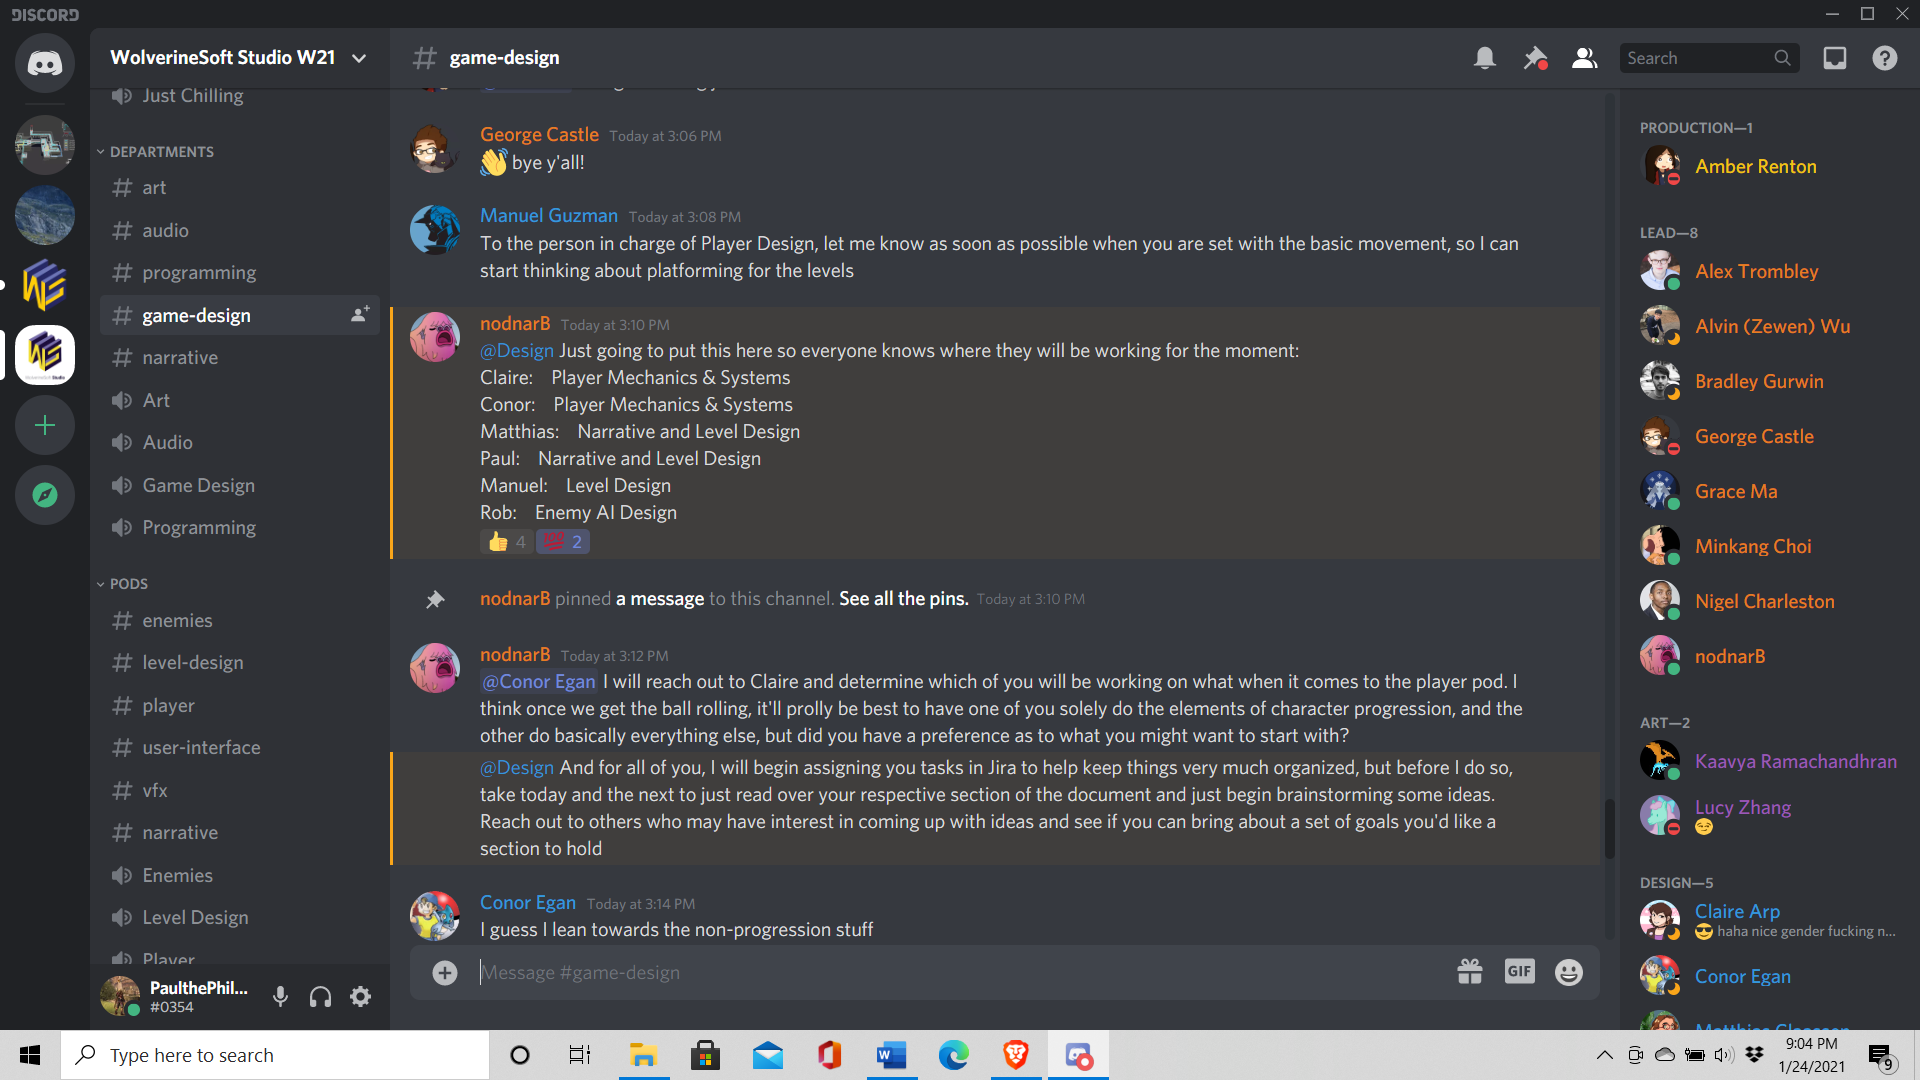 DISCORD
WolverineSoft Studio W21
Just Chilling
DEPARTMENTS
art
audio
programming
game-design
narrative
Art
Audio
Game Design
Programming
PODS
enemies
level-design
player
user-interface
vfx
narrative
Enemies
Level Design
Player
PaulthePhil...
#0354
game-design
Search
George Castle Today at 3:06 PM
bye y'all!
Manuel Guzman Today at 3:08 PM
To the person in charge of Player Design, let me know as soon as possible when you are set with the basic movement, so I can
start thinking about platforming for the levels
nodnarB Today at 3:10 PM
@Design Just going to put this here so everyone knows where they will be working for the moment:
Claire: Player Mechanics & Systems
Conor: Player Mechanics & Systems
Matthias: Narrative and Level Design
Paul: Narrative and Level Design
Manuel: Level Design
Rob: Enemy AI Design
👍 4 💯 2
nodnarB pinned a message to this channel. See all the pins. Today at 3:10 PM
nodnarB Today at 3:12 PM
@Conor Egan I will reach out to Claire and determine which of you will be working on what when it comes to the player pod. I
think once we get the ball rolling, it'll prolly be best to have one of you solely do the elements of character progression, and the
other do basically everything else, but did you have a preference as to what you might want to start with?
@Design And for all of you, I will begin assigning you tasks in Jira to help keep things very much organized, but before I do so,
take today and the next to just read over your respective section of the document and just begin brainstorming some ideas.
Reach out to others who may have interest in coming up with ideas and see if you can bring about a set of goals you'd like a
section to hold
Conor Egan Today at 3:14 PM
I guess I lean towards the non-progression stuff
Message #game-design
GIF
PRODUCTION—1
Amber Renton
LEAD—8
Alex Trombley
Alvin (Zewen) Wu
Bradley Gurwin
George Castle
Grace Ma
Minkang Choi
Nigel Charleston
nodnarB
ART—2
Kaavya Ramachandhran
Lucy Zhang
DESIGN—5
Claire Arp
haha nice gender fucking n...
Conor Egan
Type here to search
9:04 PM
1/24/2021
9